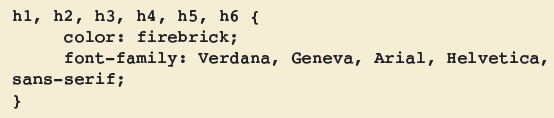 h1, h2, h3, h4, h5, h6 {
     color: firebrick;
     font-family: Verdana, Geneva, Arial, Helvetica,
sans-serif;
}